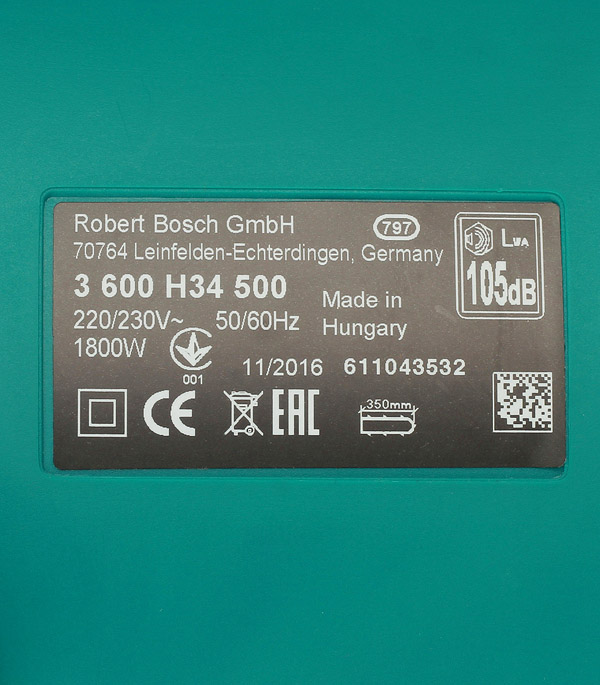 Robert Bosch GmbH
797
70764 Leinfelden-Echterdingen, Germany
LWA
105dB
3 600 H34 500
Made in
Hungary
220/230V~ 50/60Hz
1800W
001
11/2016 611043532
CE
EAC
350mm